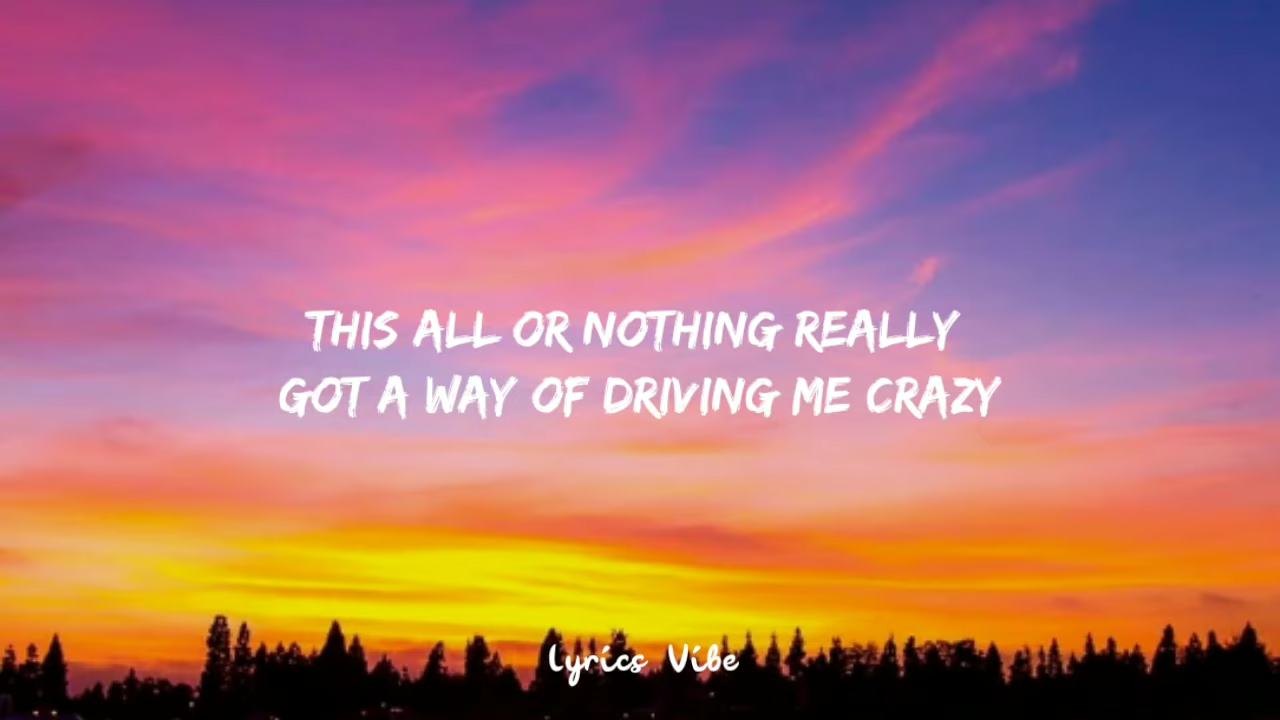 THIS ALL OR NOTHING REALLY
GOT A WAY OF DRIVING ME CRAZY
Lyrics Vibe